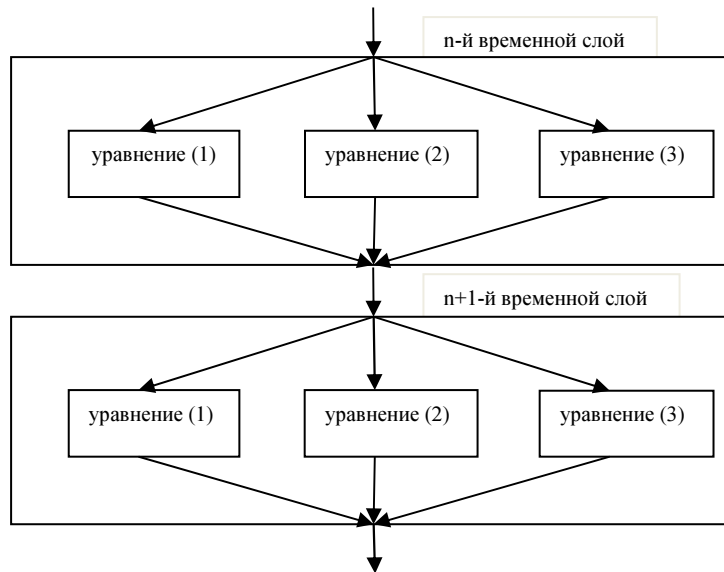 n-й временной слой
уравнение (1)
уравнение (2)
уравнение (3)
n+1-й временной слой
уравнение (1)
уравнение (2)
уравнение (3)